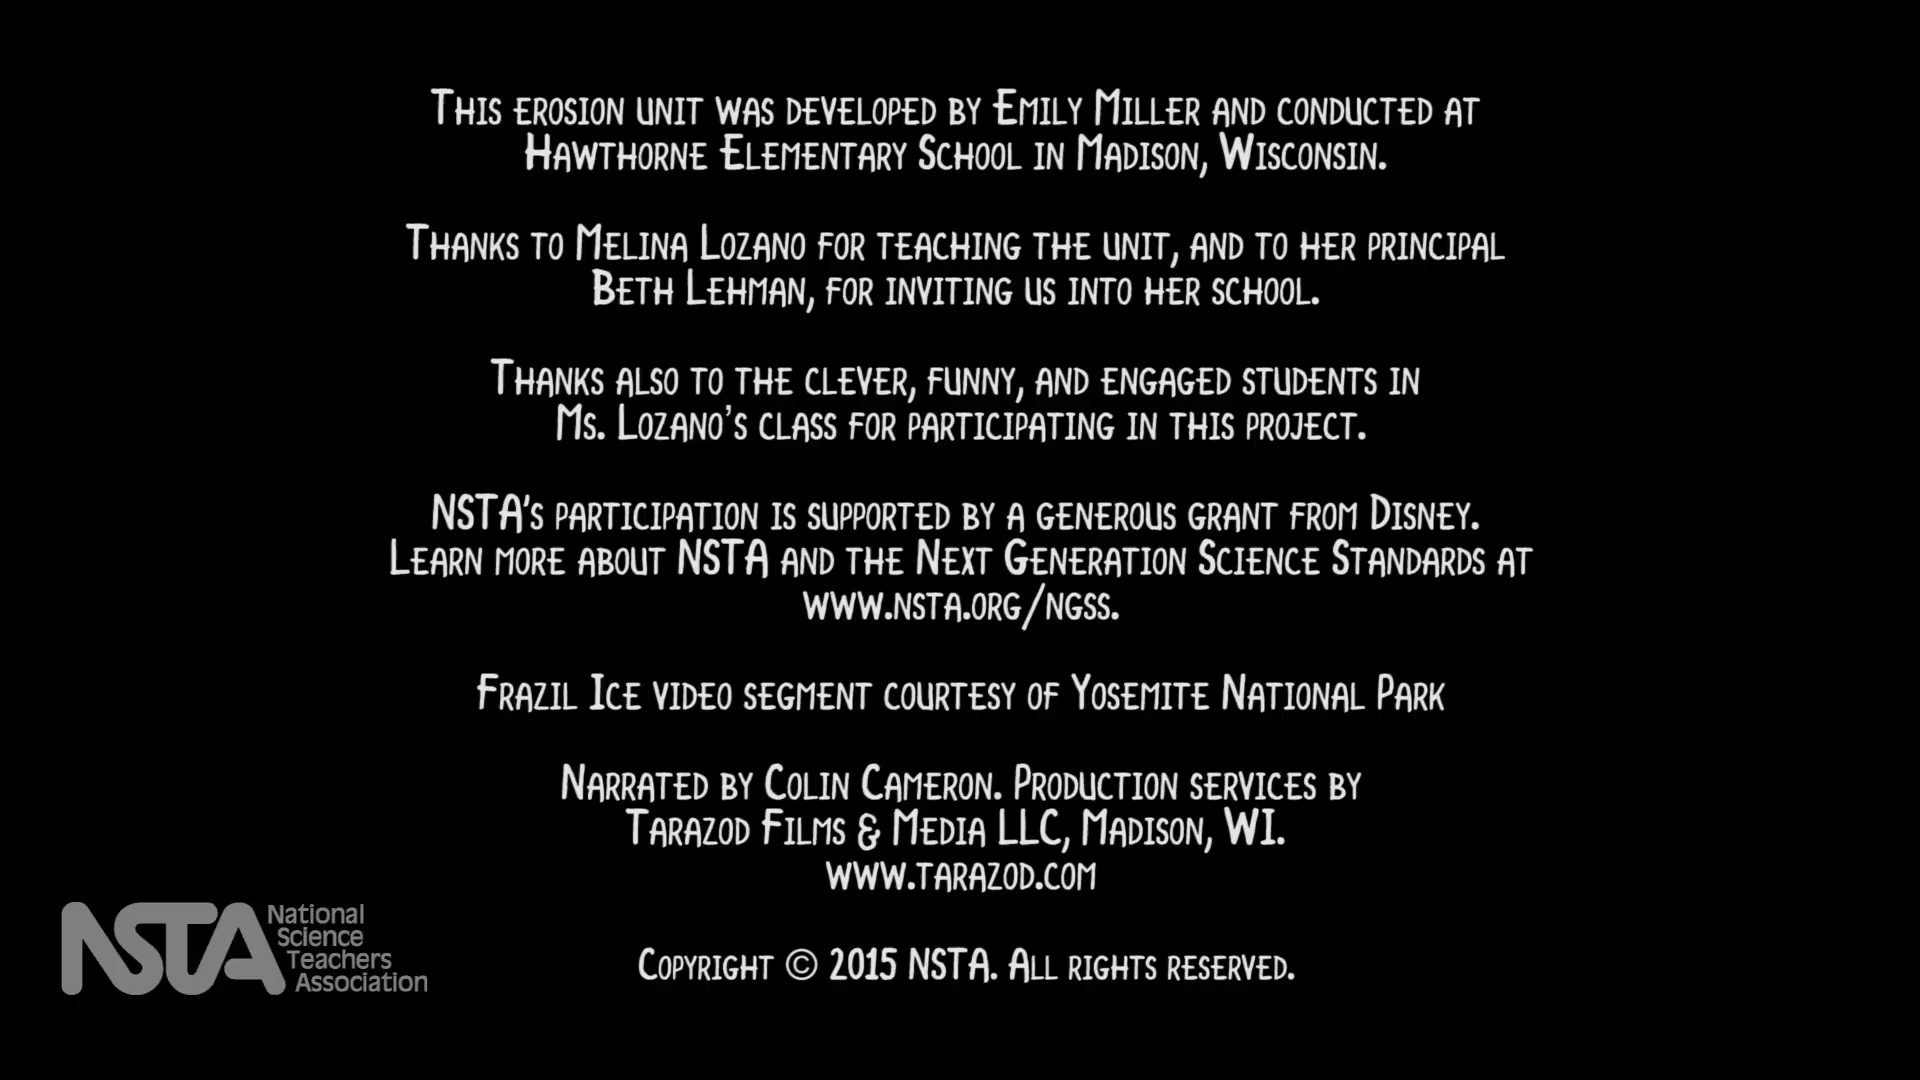 This erosion unit was developed by Emily Miller and conducted at
Hawthorne Elementary School in Madison, Wisconsin.
Thanks to Melina Lozano for teaching the unit, and to her principal
Beth Lehman, for inviting us into her school.
Thanks also to the clever, funny, and engaged students in
Ms. Lozano's class for participating in this project.
NSTA's participation is supported by a generous grant from Disney.
Learn more about NSTA and the Next Generation Science Standards at
www.nsta.org/ngss.
Frazil Ice video segment courtesy of Yosemite National Park
Narrated by Colin Cameron. Production services by
Tarazod Films & Media LLC, Madison, WI.
www.tarazod.com
Copyright © 2015 NSTA. All rights reserved.
NSTA
National
Science
Teachers
Association